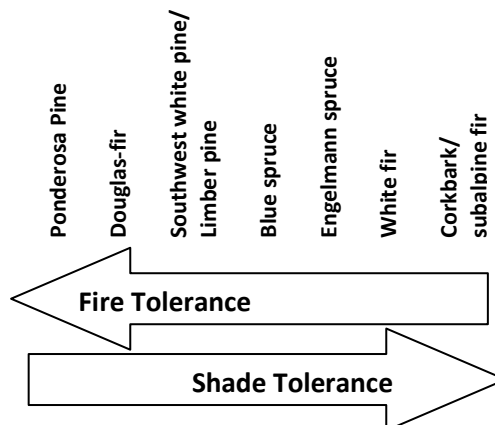 Ponderosa Pine
Douglas-fir
Southwest white pine/
Limber pine
Blue spruce
Engelmann spruce
White fir
Corkbark/
subalpine fir
Fire Tolerance
Shade Tolerance